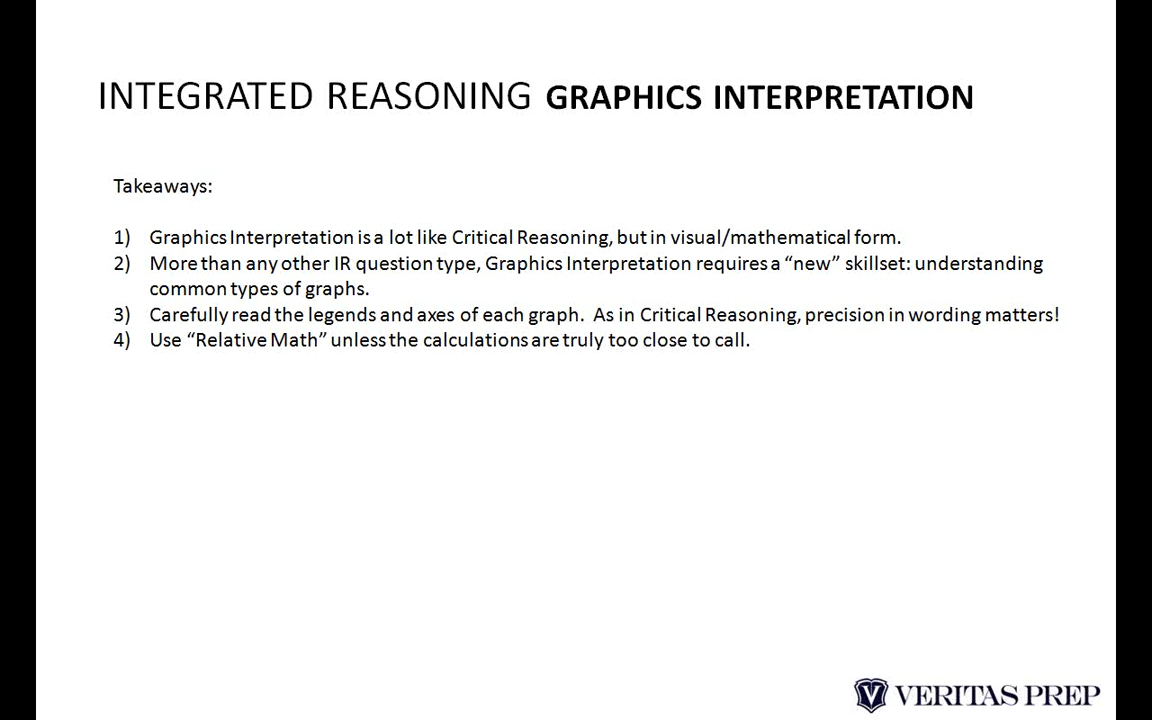 INTEGRATED REASONING GRAPHICS INTERPRETATION
Takeaways:
1) Graphics Interpretation is a lot like Critical Reasoning, but in visual/mathematical form.
2) More than any other IR question type, Graphics Interpretation requires a “new” skillset: understanding
common types of graphs.
3) Carefully read the legends and axes of each graph.  As in Critical Reasoning, precision in wording matters!
4) Use “Relative Math” unless the calculations are truly too close to call.
VERITAS PREP